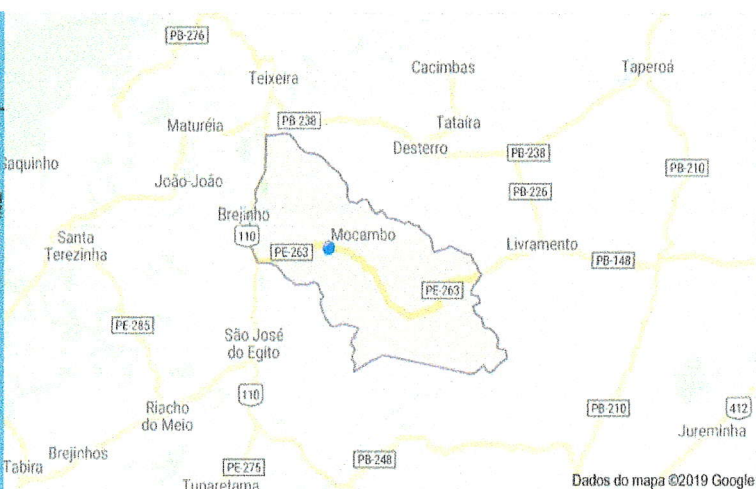 PB-276
Teixeira
Cacimbas
Taperoá
PB 238
Maturéia
Tataíra
Desterro
PB-238
Saquinho
PB-210
João-João
PB-226
Brejinho
110
PE-263
Mocambo
Santa
Terezinha
Livramento
PB-148
PE-263
PE-285
São José
do Egito
110
Riacho
do Meio
PB-210
412
Jureminha
Brejinhos
Tabira
PE 275
PB-248
Tuparetama
Dados do mapa ©2019 Google